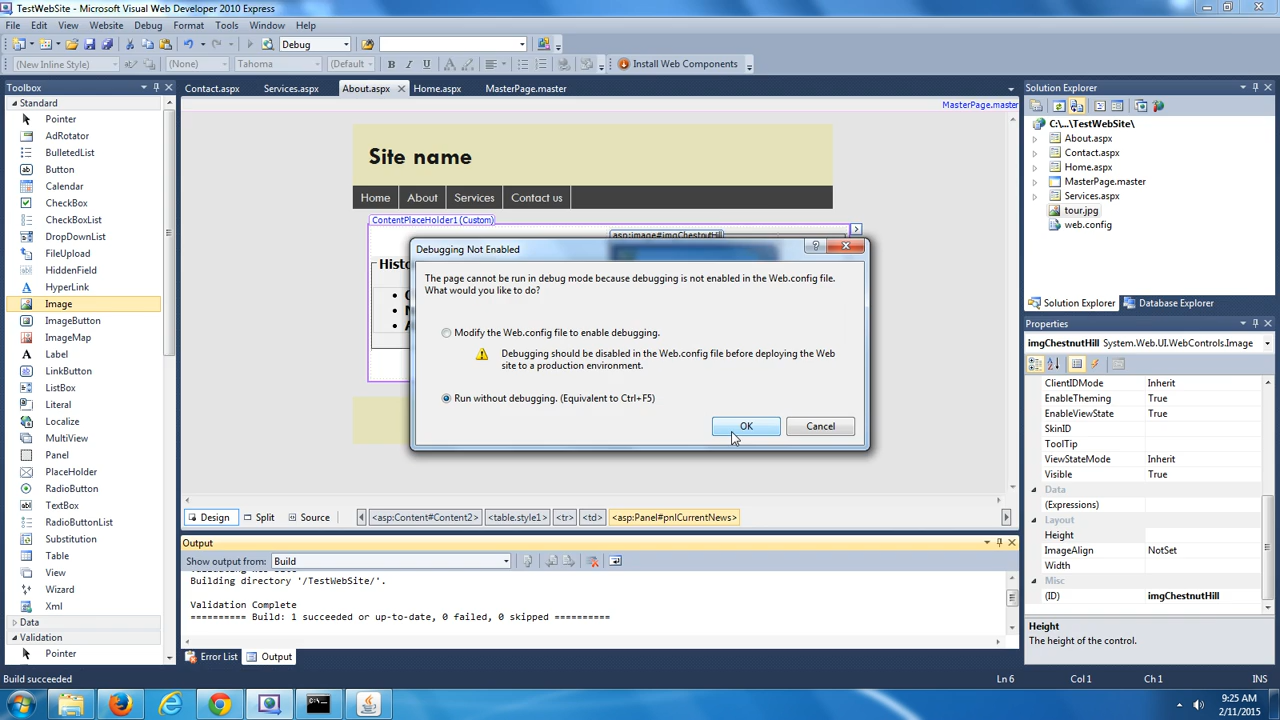 TestWebSite - Microsoft Visual Web Developer 2010 Express
File Edit View Website Debug Format Tools Window Help
Debug
(New Inline Style) (None) Tahoma (Default) B I U A Install Web Components
Toolbox
Standard
Pointer
AdRotator
BulletedList
Button
Calendar
CheckBox
CheckBoxList
DropDownList
FileUpload
HiddenField
HyperLink
Image
ImageButton
ImageMap
Label
LinkButton
ListBox
Literal
Localize
MultiView
Panel
PlaceHolder
RadioButton
TextBox
RadioButtonList
Substitution
Table
View
Wizard
Xml
Data
Validation
Pointer
Contact.aspx Services.aspx About.aspx Home.aspx MasterPage.master
MasterPage.master
Site name
Home About Services Contact us
ContentPlaceHolder1 (Custom)
asp:image#imgChestnutHill
Debugging Not Enabled
The page cannot be run in debug mode because debugging is not enabled in the Web.config file.
What would you like to do?
Modify the Web.config file to enable debugging.
Debugging should be disabled in the Web.config file before deploying the Web
site to a production environment.
Run without debugging. (Equivalent to Ctrl+F5)
OK Cancel
Design Split Source <asp:Content#Content2> <table.style1> <tr> <td> <asp:Panel#pnlCurrentNews>
Output
Show output from: Build
Building directory '/TestWebSite/'.
Validation Complete
========== Build: 1 succeeded or up-to-date, 0 failed, 0 skipped ==========
Error List Output
Solution Explorer
C:\...\TestWebSite\
About.aspx
Contact.aspx
Home.aspx
MasterPage.master
Services.aspx
tour.jpg
web.config
Solution Explorer Database Explorer
Properties
imgChestnutHill System.Web.UI.WebControls.Image
ClientIDMode Inherit
EnableTheming True
EnableViewState True
SkinID
ToolTip
ViewStateMode Inherit
Visible True
Data
(Expressions)
Layout
Height
ImageAlign NotSet
Width
Misc
(ID) imgChestnutHill
Height
The height of the control.
Build succeeded Ln 6 Col 1 Ch 1 INS
9:25 AM
2/11/2015